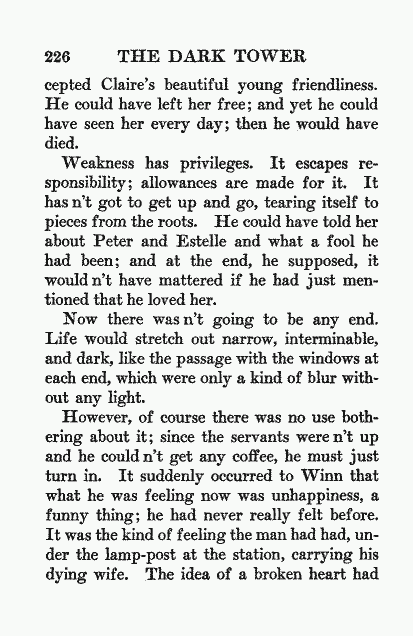 226 THE DARK TOWER
cepted Claire's beautiful young friendliness.
He could have left her free; and yet he could
have seen her every day; then he would have
died.
Weakness has privileges. It escapes re-
sponsibility; allowances are made for it. It
has n't got to get up and go, tearing itself to
pieces from the roots. He could have told her
about Peter and Estelle and what a fool he
had been; and at the end, he supposed, it
would n't have mattered if he had just men-
tioned that he loved her.
Now there was n't going to be any end.
Life would stretch out narrow, interminable,
and dark, like the passage with the windows at
each end, which were only a kind of blur with-
out any light.
However, of course there was no use both-
ering about it; since the servants were n't up
and he could n't get any coffee, he must just
turn in. It suddenly occurred to Winn that
what he was feeling now was unhappiness, a
funny thing; he had never really felt before.
It was the kind of feeling the man had had, un-
der the lamp-post at the station, carrying his
dying wife. The idea of a broken heart had